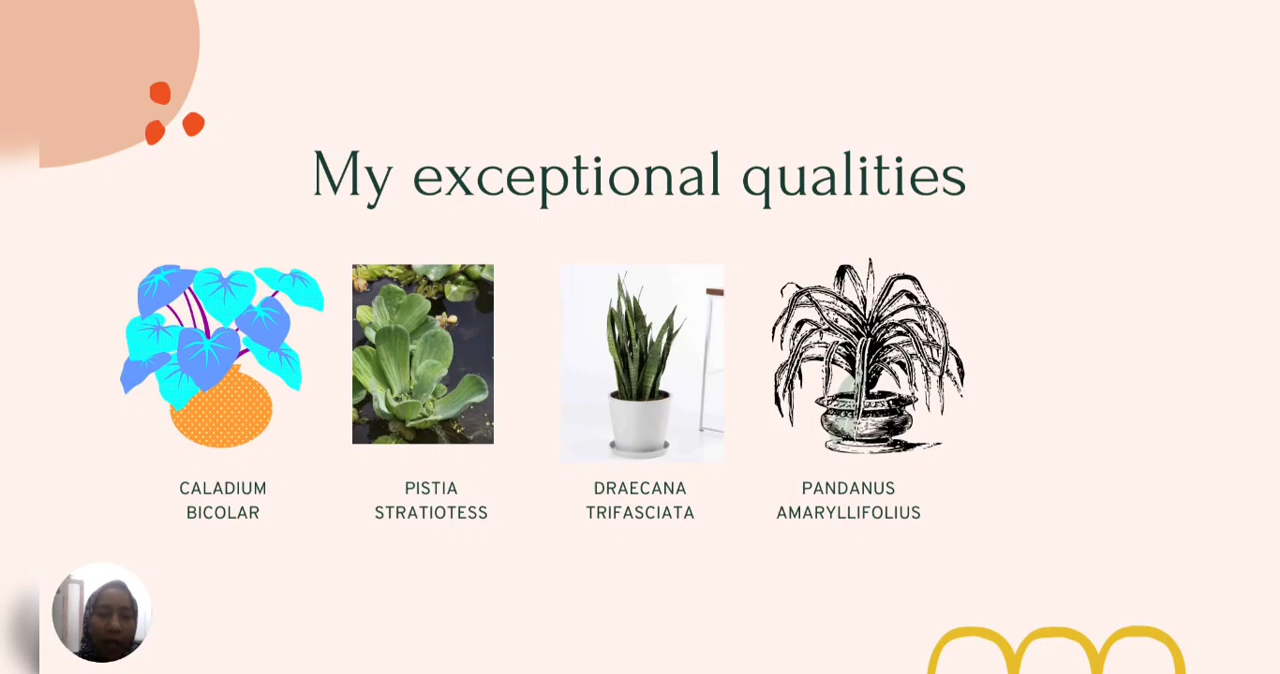 My exceptional qualities
CALADIUM
BICOLAR
PISTIA
STRATIOTESS
DRAECANA
TRIFASCIATA
PANDANUS
AMARYLLIFOLIUS